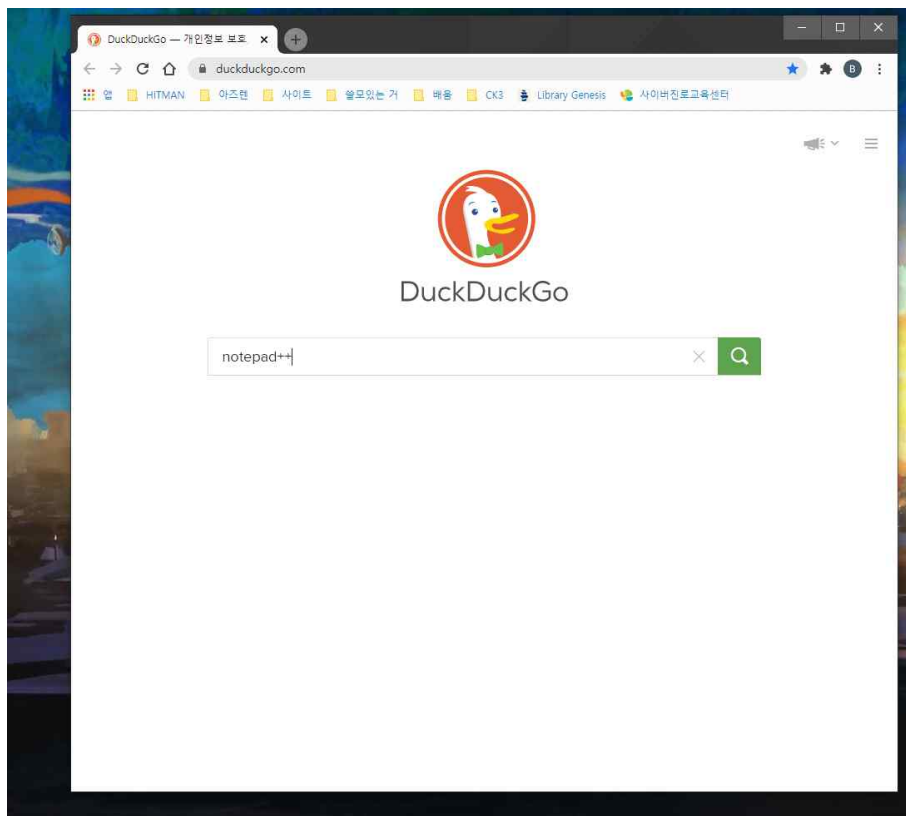 DuckDuckGo — 개인정보 보호
duckduckgo.com
B
앱 HITMAN 아즈렌 사이트 쓸모있는 거 배움 CK3 Library Genesis 사이버진로교육센터
DuckDuckGo
notepad++